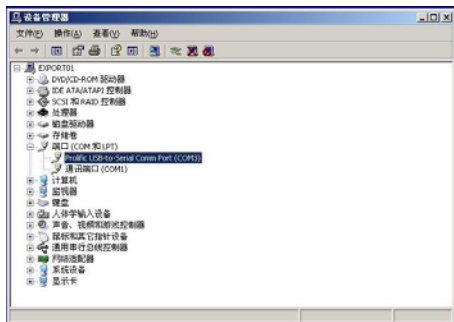 设备管理器
文件(F) 操作(A) 查看(V) 帮助(H)
EXPORT01
DVD/CD-ROM 驱动器
IDE ATA/ATAPI 控制器
SCSI 和 RAID 控制器
处理器
磁盘驱动器
存储卷
端口 (COM 和 LPT)
Prolific USB-to-Serial Comm Port (COM3)
通讯端口 (COM1)
计算机
监视器
键盘
人体学输入设备
声音、视频和游戏控制器
鼠标和其它指针设备
通用串行总线控制器
网络适配器
系统设备
显示卡